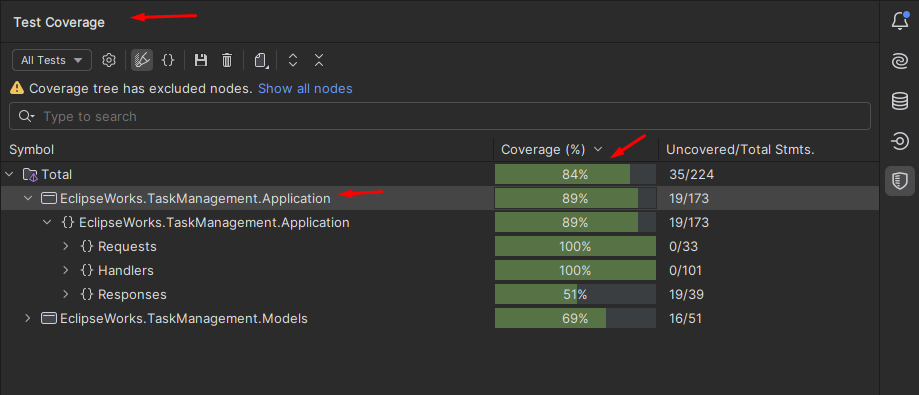 Test Coverage
All Tests
Coverage tree has excluded nodes. Show all nodes
Type to search
Symbol Coverage (%) Uncovered/Total Stmts.
Total 84% 35/224
EclipseWorks.TaskManagement.Application 89% 19/173
{} EclipseWorks.TaskManagement.Application 89% 19/173
{} Requests 100% 0/33
{} Handlers 100% 0/101
{} Responses 51% 19/39
EclipseWorks.TaskManagement.Models 69% 16/51